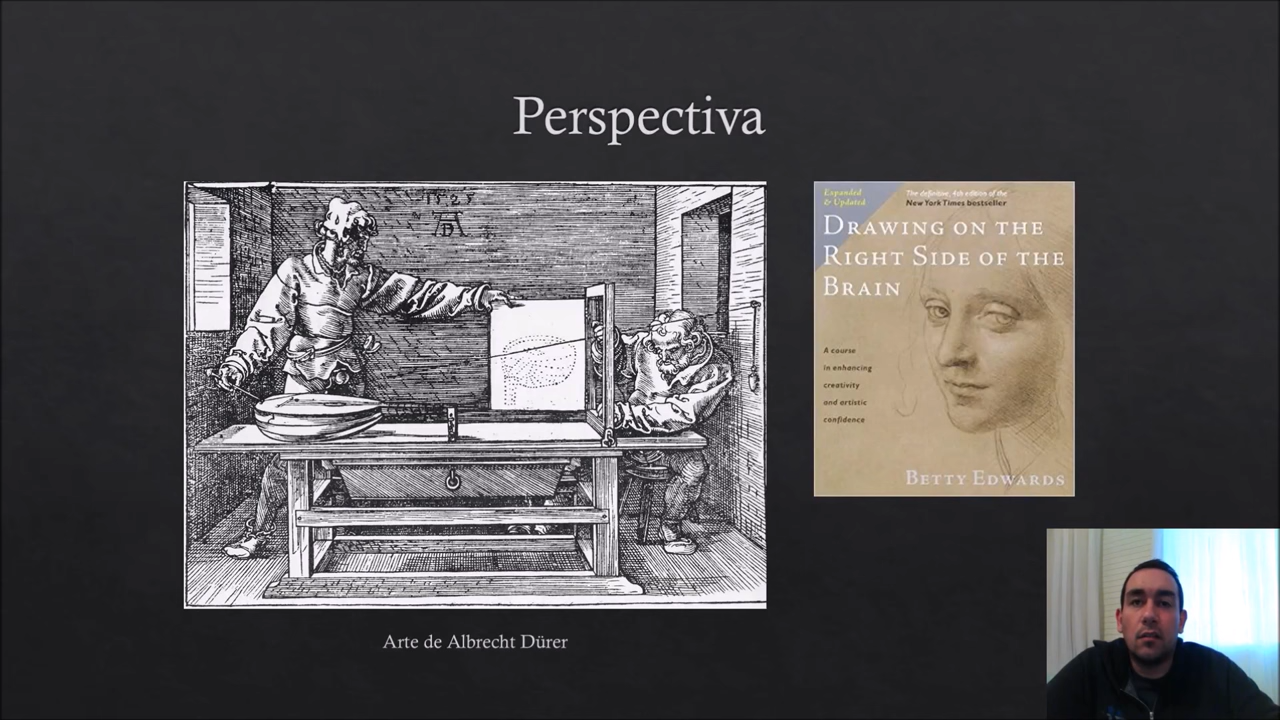 Perspectiva
1525
AD
Expanded
& Updated
The definitive, 4th edition of the
New York Times bestseller
DRAWING ON THE
RIGHT SIDE OF THE
BRAIN
A course
in enhancing
creativity
and artistic
confidence
BETTY EDWARDS
Arte de Albrecht Dürer